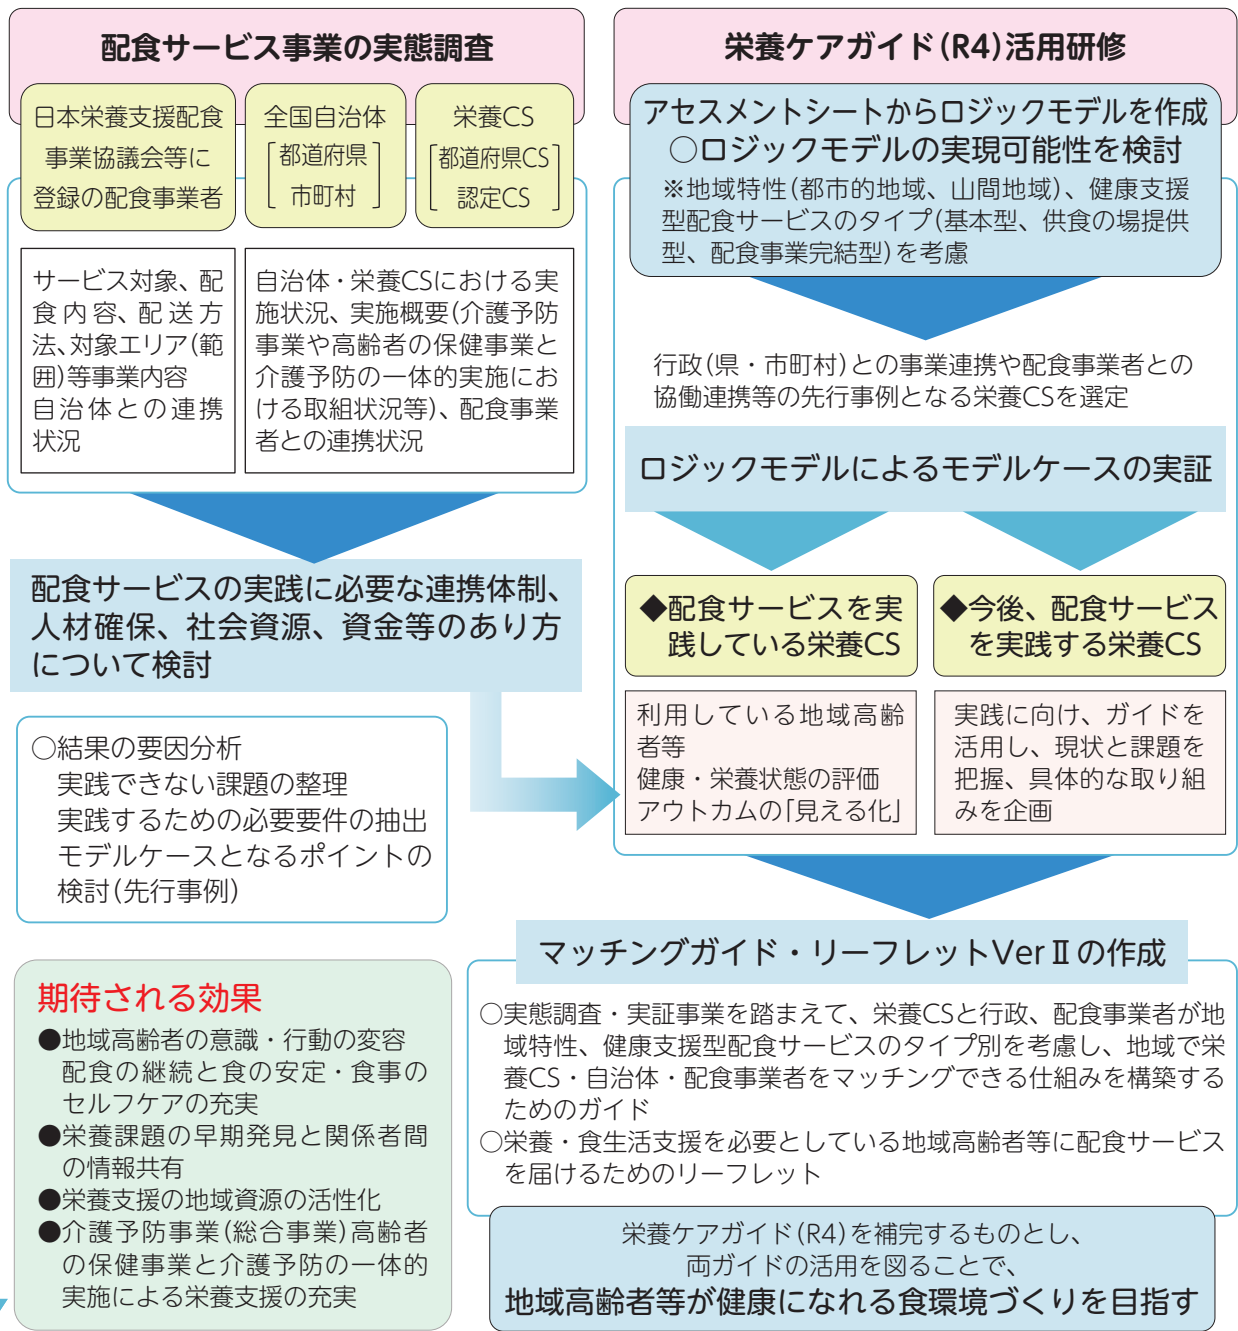 配食サービス事業の実態調査
日本栄養支援配食
事業協議会等に
登録の配食事業者
全国自治体
都道府県
市町村
栄養CS
都道府県CS
認定CS
サービス対象、配
食内容、配送方
法、対象エリア(範
囲)等事業内容
自治体との連携
状況
自治体・栄養CSにおける実
施状況、実施概要(介護予防
事業や高齢者の保健事業と
介護予防の一体的実施にお
ける取組状況等)、配食事業
者との連携状況
配食サービスの実践に必要な連携体制、
人材確保、社会資源、資金等のあり方
について検討
○結果の要因分析
実践できない課題の整理
実践するための必要要件の抽出
モデルケースとなるポイントの
検討(先行事例)
期待される効果
●地域高齢者の意識・行動の変容
配食の継続と食の安定・食事の
セルフケアの充実
●栄養課題の早期発見と関係者間
の情報共有
●栄養支援の地域資源の活性化
●介護予防事業(総合事業)高齢者
の保健事業と介護予防の一体的
実施による栄養支援の充実
栄養ケアガイド(R4)活用研修
アセスメントシートからロジックモデルを作成
○ロジックモデルの実現可能性を検討
※地域特性(都市的地域、山間地域)、健康支援
型配食サービスのタイプ(基本型、供食の場提供
型、配食事業完結型)を考慮
行政(県・市町村)との事業連携や配食事業者との
協働連携等の先行事例となる栄養CSを選定
ロジックモデルによるモデルケースの実証
◆配食サービスを実
践している栄養CS
◆今後、配食サービス
を実践する栄養CS
利用している地域高齢
者等
健康・栄養状態の評価
アウトカムの「見える化」
実践に向け、ガイドを
活用し、現状と課題を
把握、具体的な取り組
みを企画
マッチングガイド・リーフレットVerⅡの作成
○実態調査・実証事業を踏まえて、栄養CSと行政、配食事業者が地
域特性、健康支援型配食サービスのタイプ別を考慮し、地域で栄
養CS・自治体・配食事業者をマッチングできる仕組みを構築する
ためのガイド
○栄養・食生活支援を必要としている地域高齢者等に配食サービス
を届けるためのリーフレット
栄養ケアガイド(R4)を補完するものとし、
両ガイドの活用を図ることで、
地域高齢者等が健康になれる食環境づくりを目指す